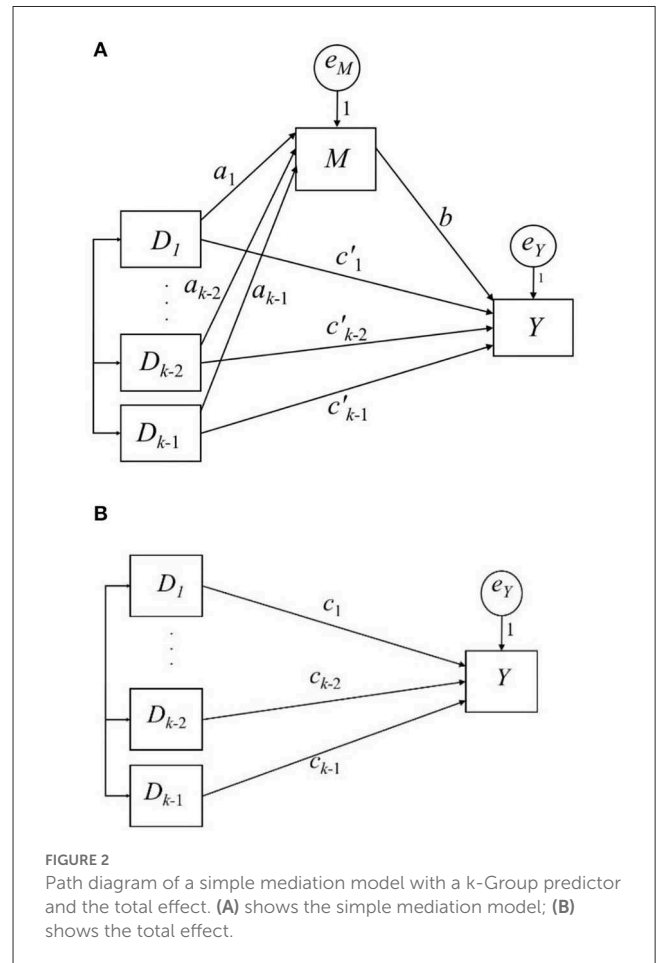 A
e_M
1
M
a_1
b
D_1
c'_1
e_Y
1
a_{k-2}
a_{k-1}
.
.
.
Y
c'_{k-2}
D_{k-2}
c'_{k-1}
D_{k-1}
B
D_1
e_Y
c_1
1
.
.
.
c_{k-2}
Y
D_{k-2}
c_{k-1}
D_{k-1}
FIGURE 2
Path diagram of a simple mediation model with a k-Group predictor
and the total effect. (A) shows the simple mediation model; (B)
shows the total effect.